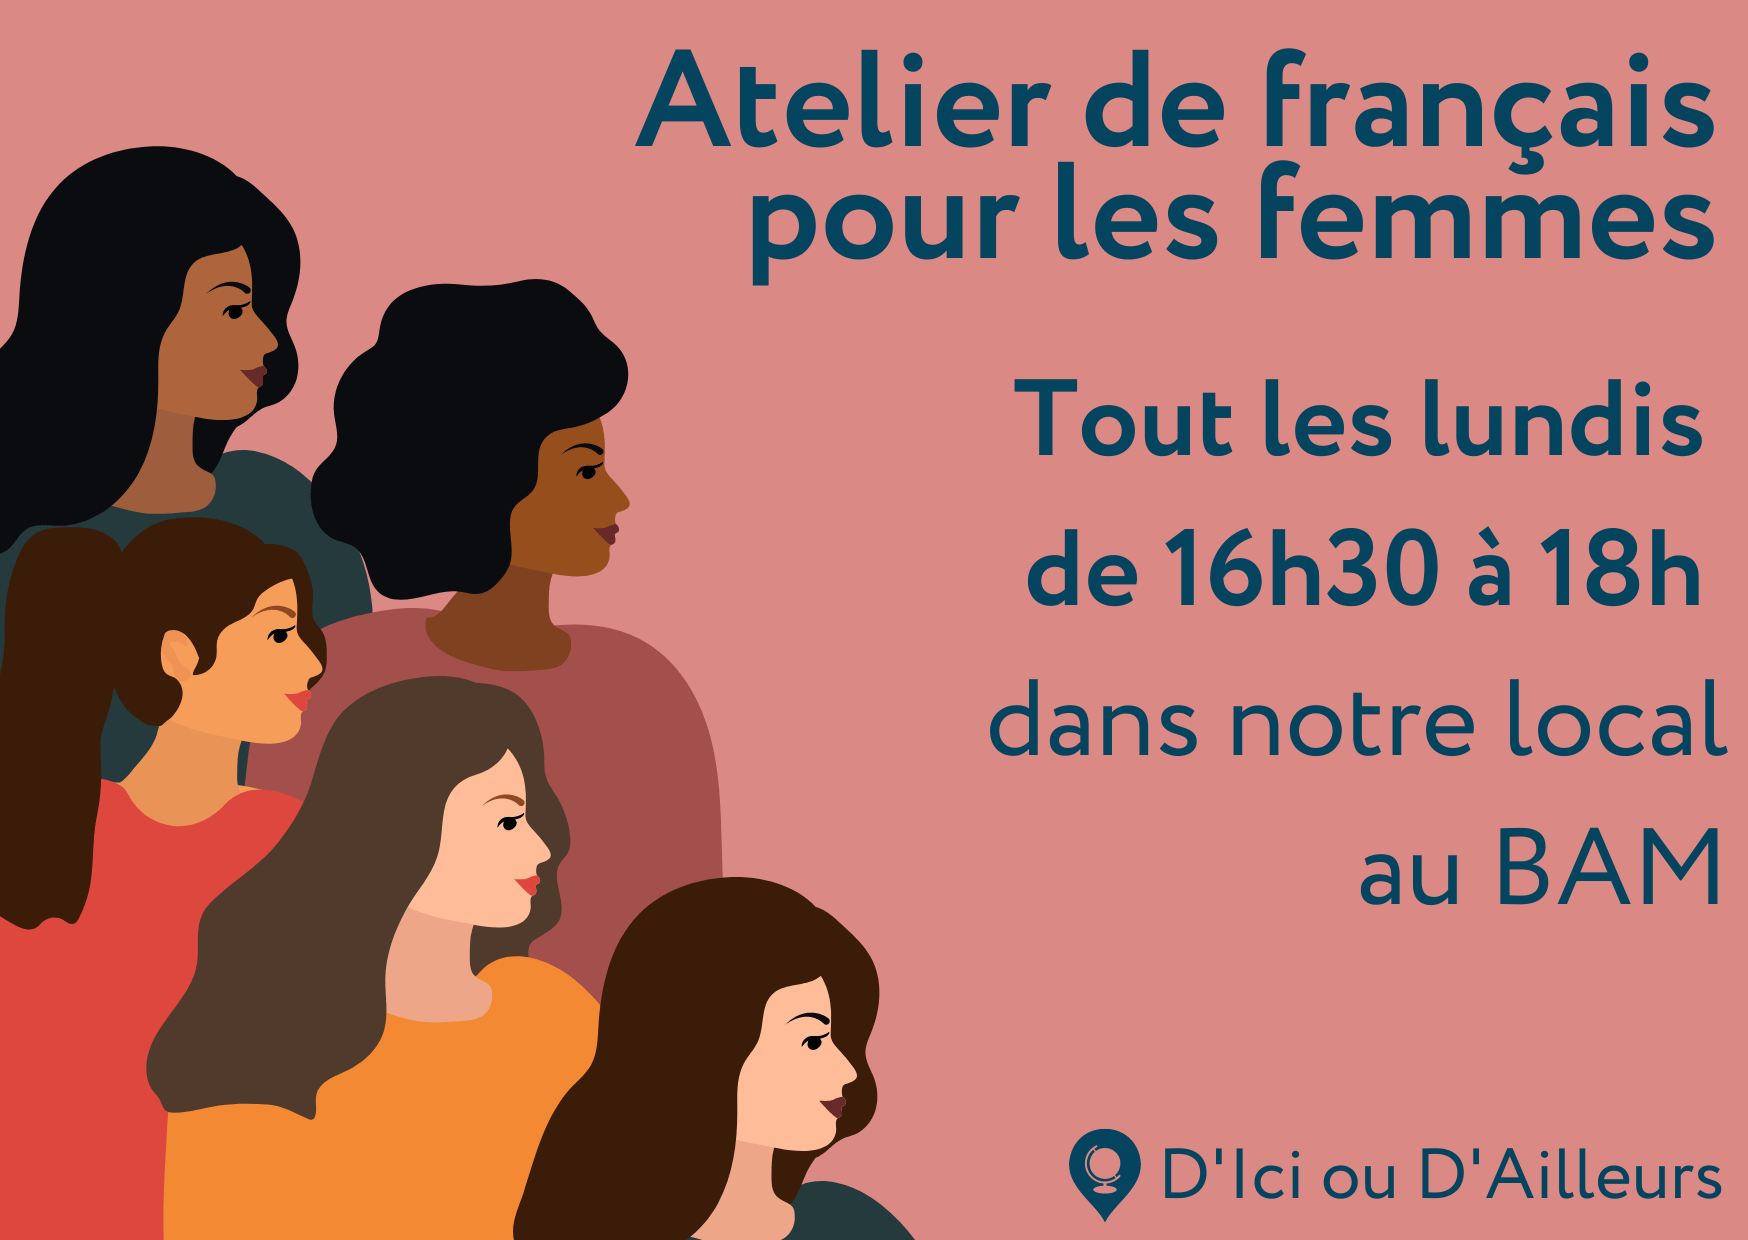 Atelier de français
pour les femmes
Tout les lundis
de 16h30 à 18h
dans notre local
au BAM
D'Ici ou D'Ailleurs